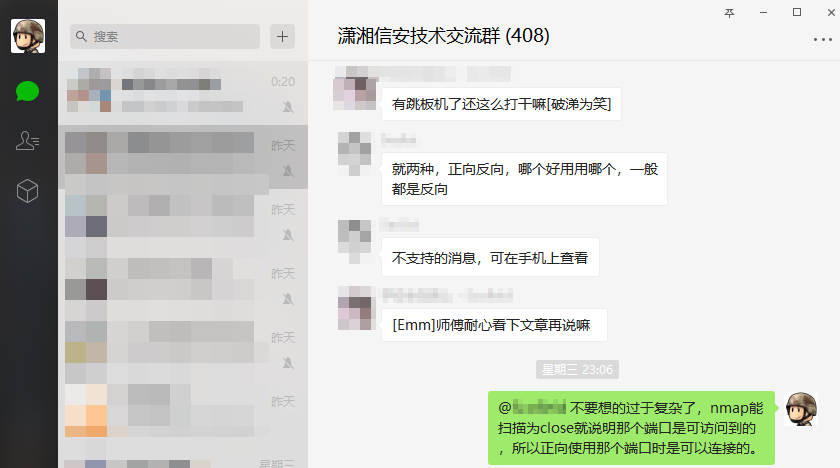 搜索
潇湘信安技术交流群 (408)
0:20
有跳板机了还这么打干嘛[破涕为笑]
昨天
就两种，正向反向，哪个好用用哪个，一般
都是反向
昨天
不支持的消息，可在手机上查看
昨天
[Emm]师傅耐心看下文章再说嘛
昨天
星期三 23:06
昨天
@
不要想的过于复杂了，nmap能
扫描为close就说明那个端口是可访问到的
，所以正向使用那个端口时是可以连接的。
星期三